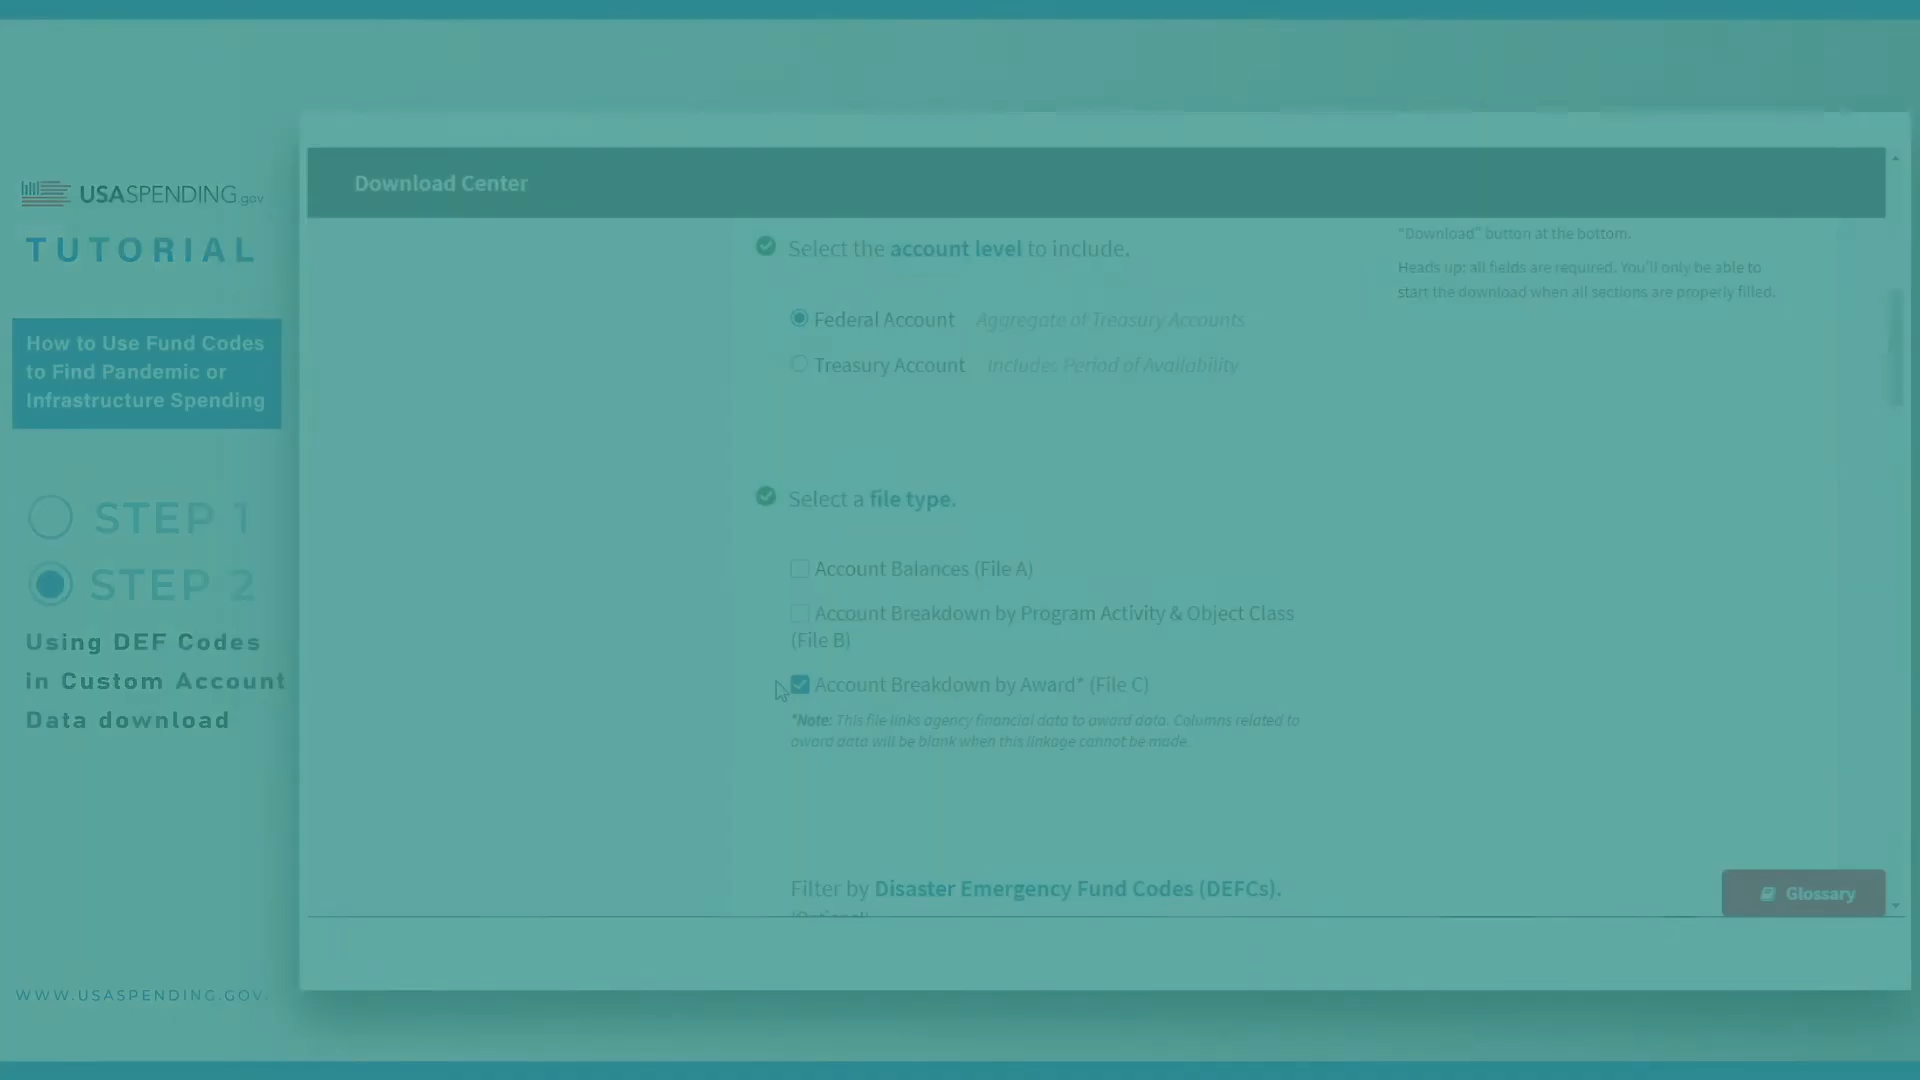 USASPENDING.gov
TUTORIAL
How to Use Fund Codes
to Find Pandemic or
Infrastructure Spending
STEP 1
STEP 2
Using DEF Codes
in Custom Account
Data download
WWW.USASPENDING.GOV
Download Center
"Download" button at the bottom.
Heads up: all fields are required. You'll only be able to
start the download when all sections are properly filled.
Select the account level to include.
Federal Account Aggregate of Treasury Accounts
Treasury Account Includes Period of Availability
Select a file type.
Account Balances (File A)
Account Breakdown by Program Activity & Object Class
(File B)
Account Breakdown by Award* (File C)
*Note: This file links agency financial data to award data. Columns related to
award data will be blank when this linkage cannot be made.
Filter by Disaster Emergency Fund Codes (DEFCs).
(Optional)
Glossary